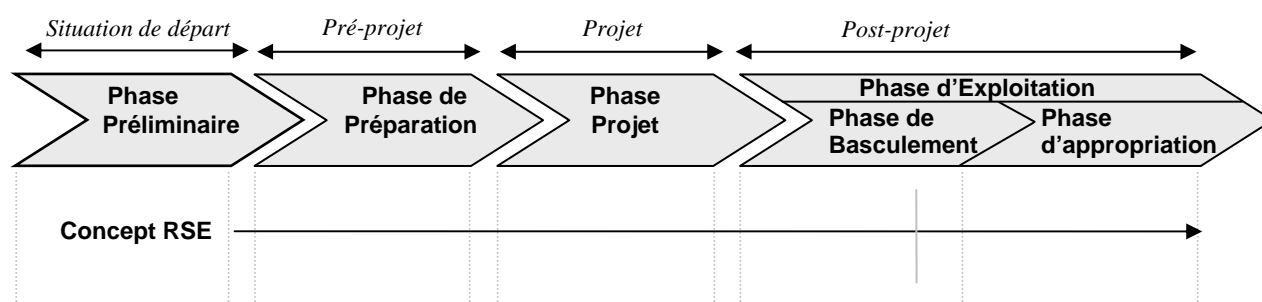 Situation de départ
Pré-projet
Projet
Post-projet
Phase
Préliminaire
Phase de
Préparation
Phase
Projet
Phase d'Exploitation
Phase de
Basculement
Phase
d'appropriation
Concept RSE